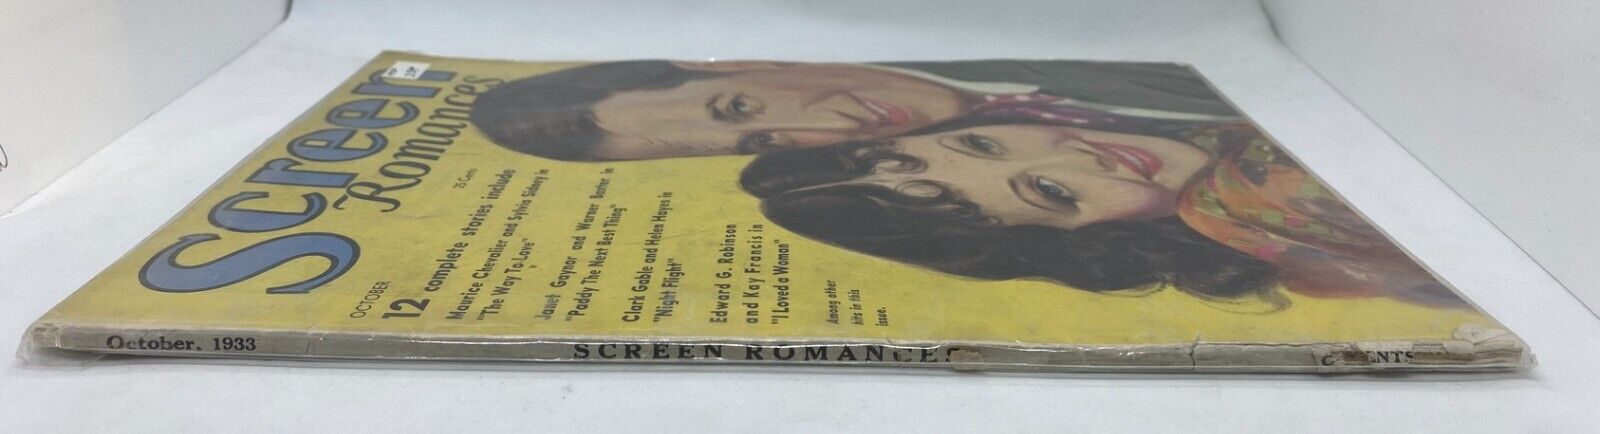 Screen
Romances
25 Cents
OCTOBER
12 complete stories include
Maurice Chevalier and Sylvia Sidney in
"The Way To Love"
Janet Gaynor and Warner Baxter in
"Paddy The Next Best Thing"
Clark Gable and Helen Hayes in
"Night Flight"
Edward G. Robinson
and Kay Francis in
"I Loved a Woman"
Among other
hits in this
issue.
October, 1933 SCREEN ROMANCES